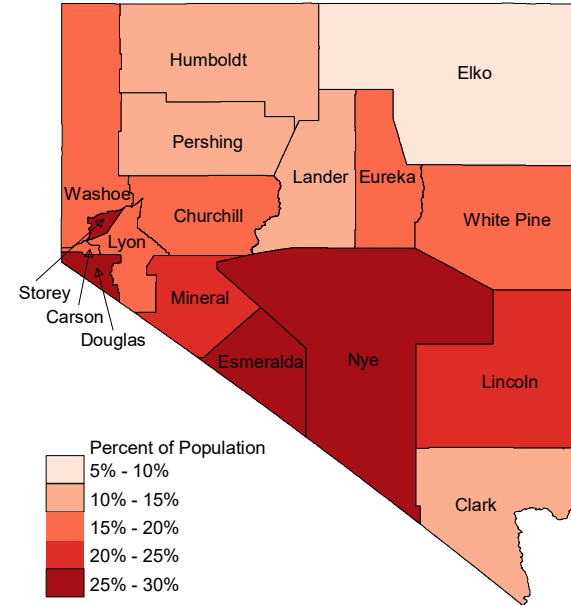 Humboldt
Elko
Pershing
Lander
Eureka
Washoe
Churchill
White Pine
Lyon
Storey
Carson
Douglas
Mineral
Esmeralda
Nye
Lincoln
Clark
Percent of Population
5% - 10%
10% - 15%
15% - 20%
20% - 25%
25% - 30%